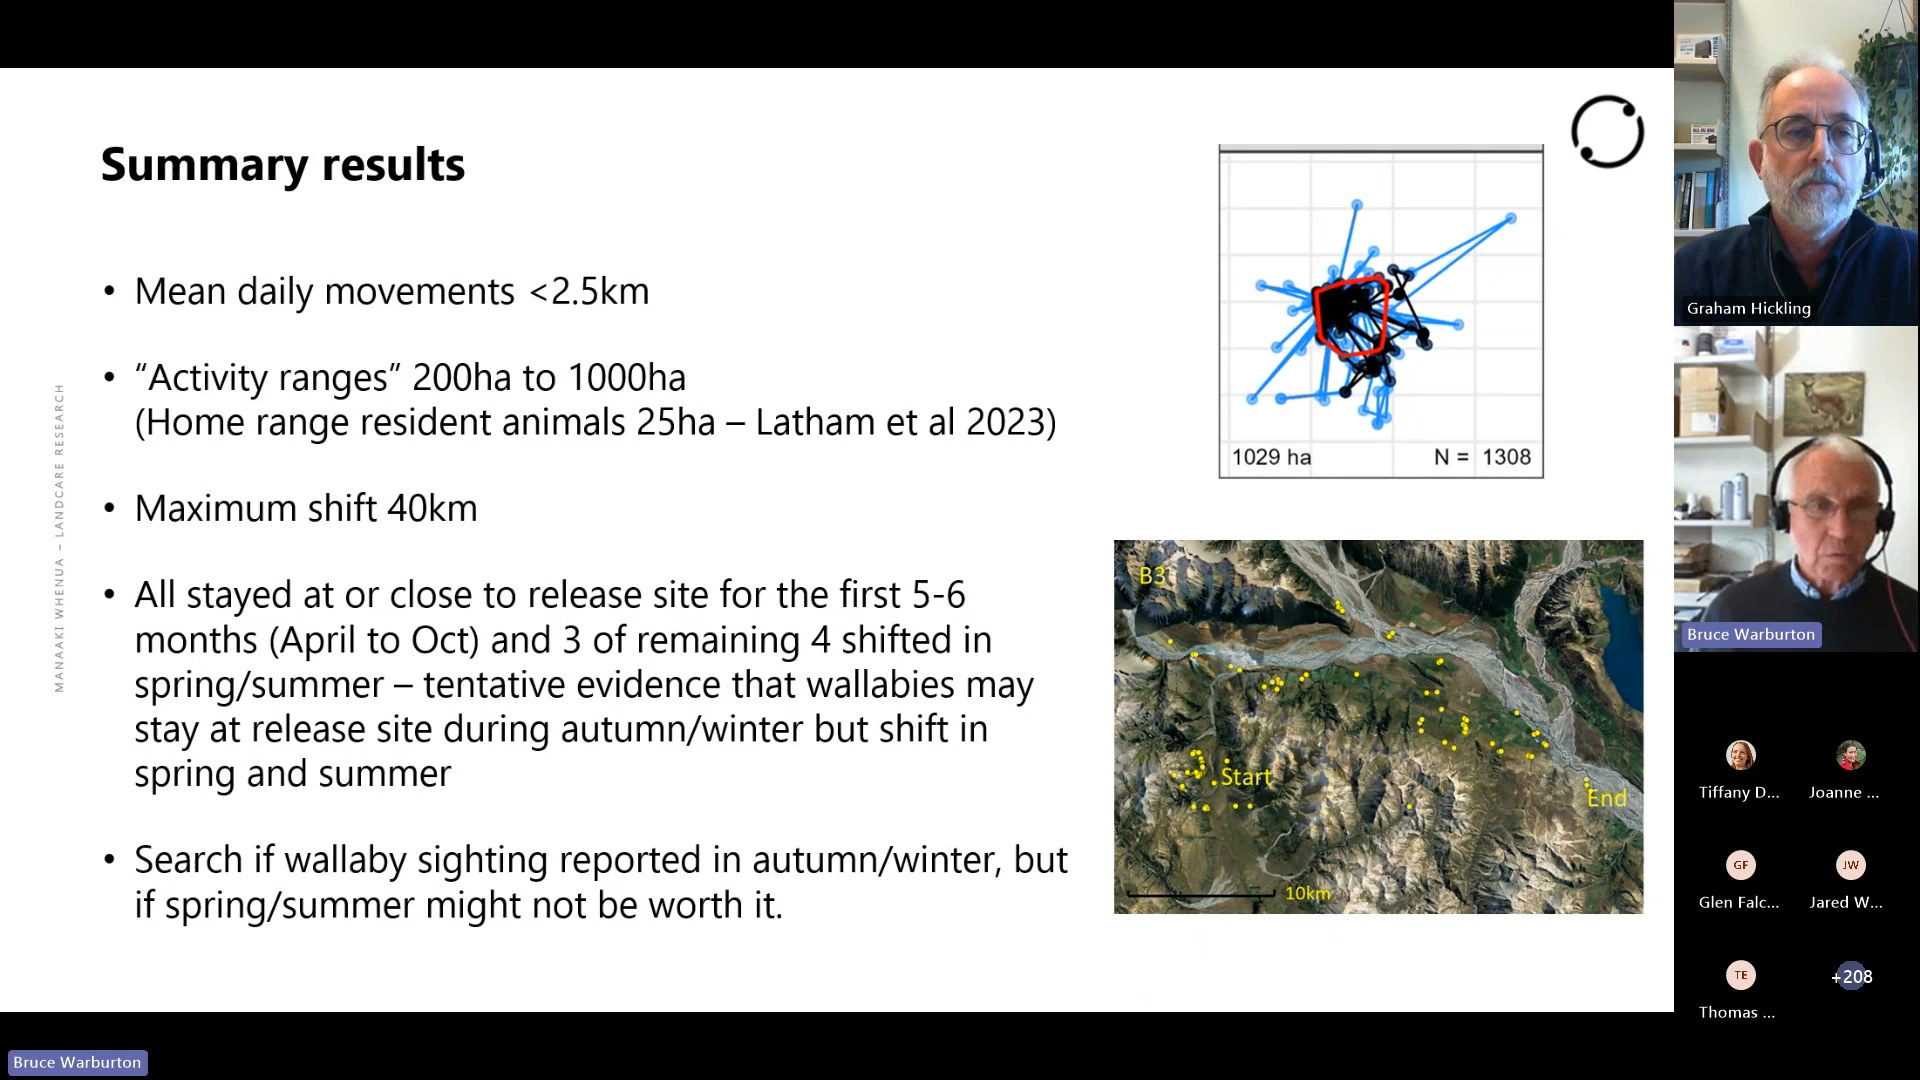 Summary results
• Mean daily movements <2.5km
• “Activity ranges” 200ha to 1000ha
(Home range resident animals 25ha – Latham et al 2023)
• Maximum shift 40km
• All stayed at or close to release site for the first 5-6
months (April to Oct) and 3 of remaining 4 shifted in
spring/summer – tentative evidence that wallabies may
stay at release site during autumn/winter but shift in
spring and summer
• Search if wallaby sighting reported in autumn/winter, but
if spring/summer might not be worth it.
MANAAKI WHENUA – LANDCARE RESEARCH
1029 ha
N = 1308
B3
Start
End
10km
Graham Hickling
Bruce Warburton
Tiffany D...
Joanne ...
GF
JW
Glen Falc...
Jared W...
TE
+208
Thomas ...
Bruce Warburton